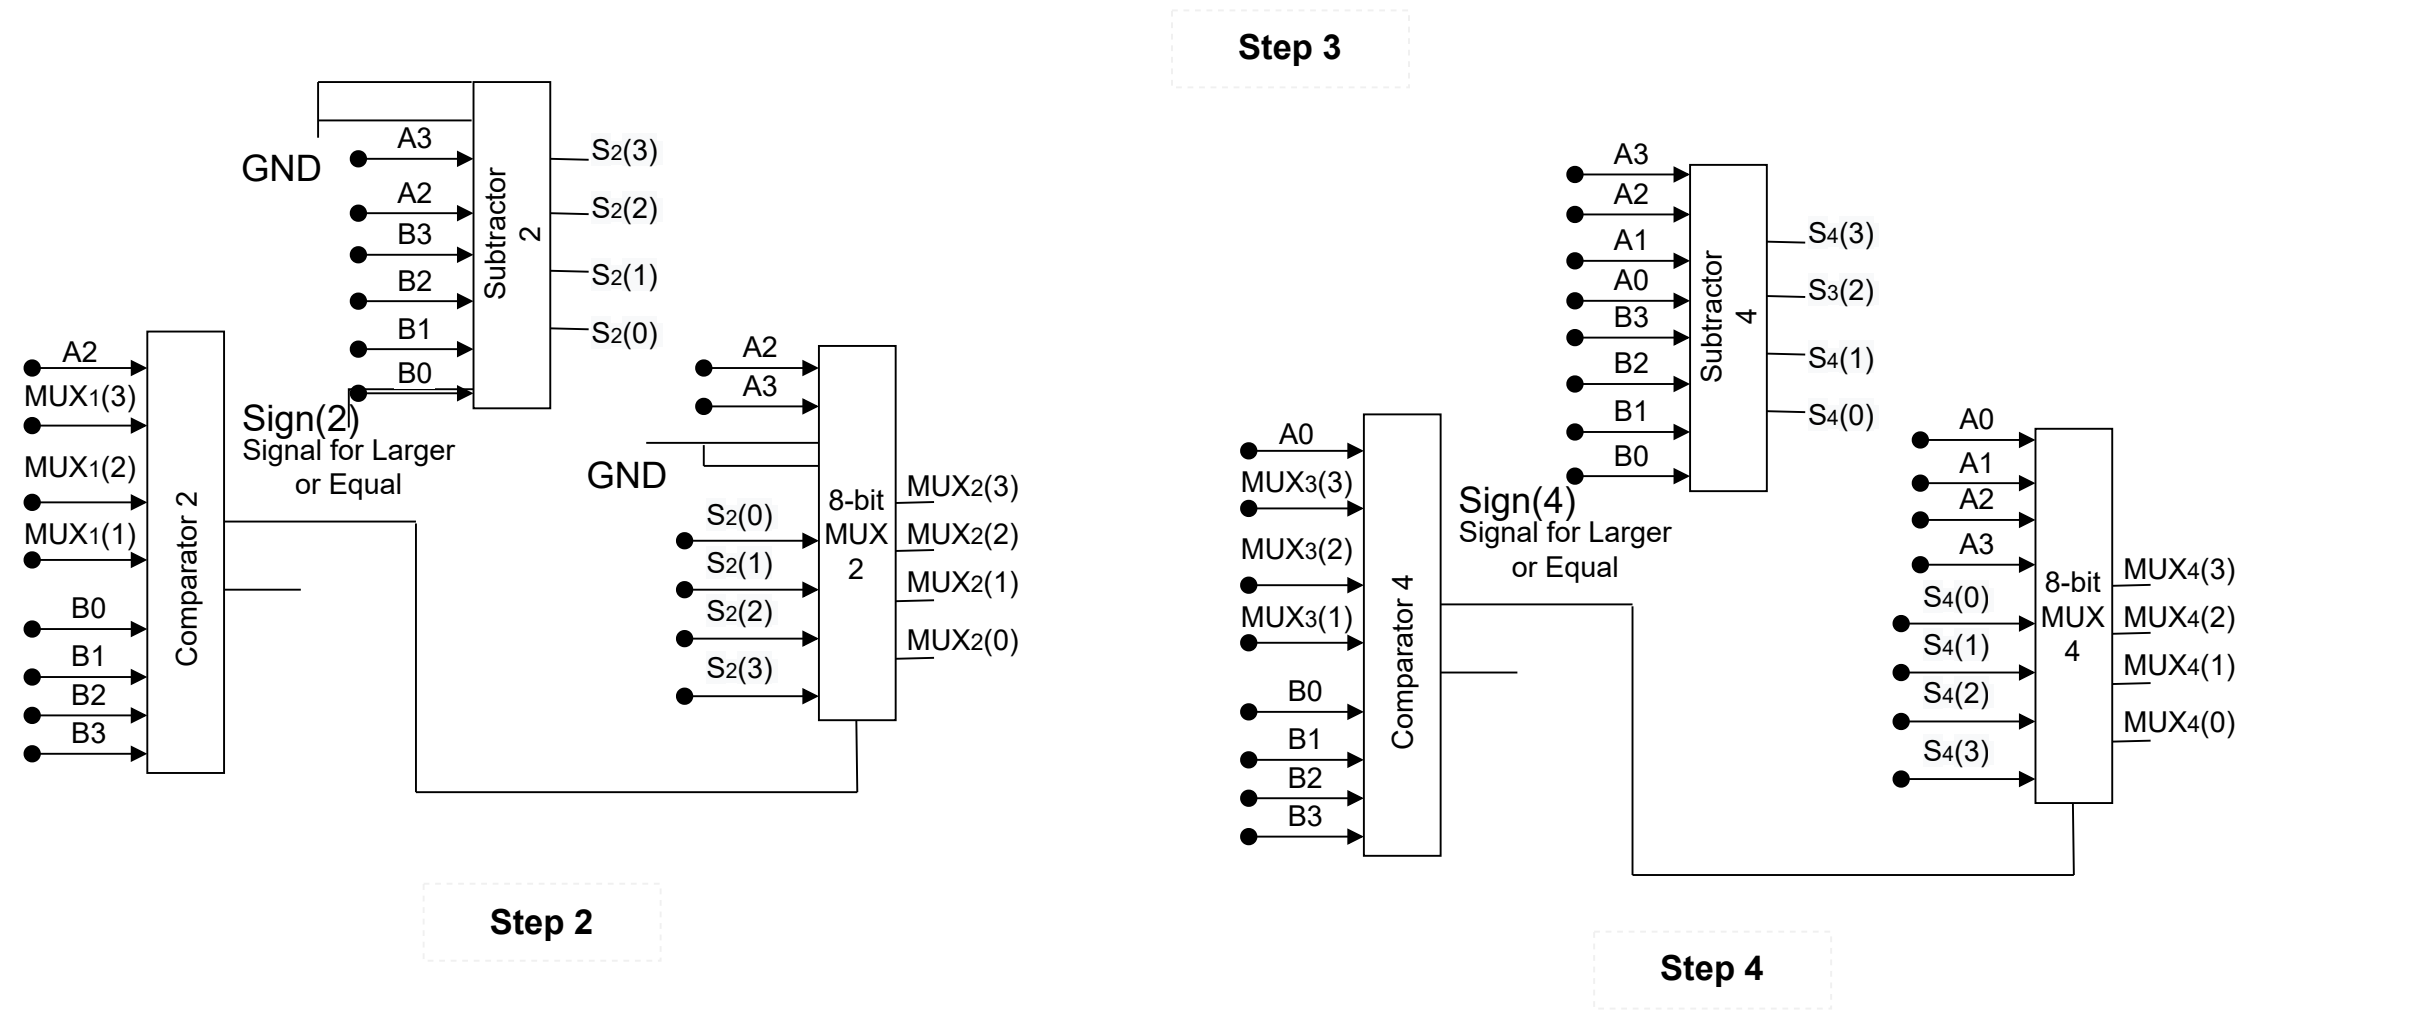 Step 3
A3
GND
A2
B3
B2
B1
B0
Subtractor
2
S2(3)
S2(2)
S2(1)
S2(0)
A2
MUX1(3)
MUX1(2)
MUX1(1)
B0
B1
B2
B3
Comparator 2
Sign(2)
Signal for Larger
or Equal
A2
A3
GND
S2(0)
S2(1)
S2(2)
S2(3)
8-bit
MUX
2
MUX2(3)
MUX2(2)
MUX2(1)
MUX2(0)
Step 2
A3
A2
A1
A0
B3
B2
B1
B0
Subtractor
4
S4(3)
S3(2)
S4(1)
S4(0)
A0
MUX3(3)
MUX3(2)
MUX3(1)
B0
B1
B2
B3
Comparator 4
Sign(4)
Signal for Larger
or Equal
A0
A1
A2
A3
S4(0)
S4(1)
S4(2)
S4(3)
8-bit
MUX
4
MUX4(3)
MUX4(2)
MUX4(1)
MUX4(0)
Step 4